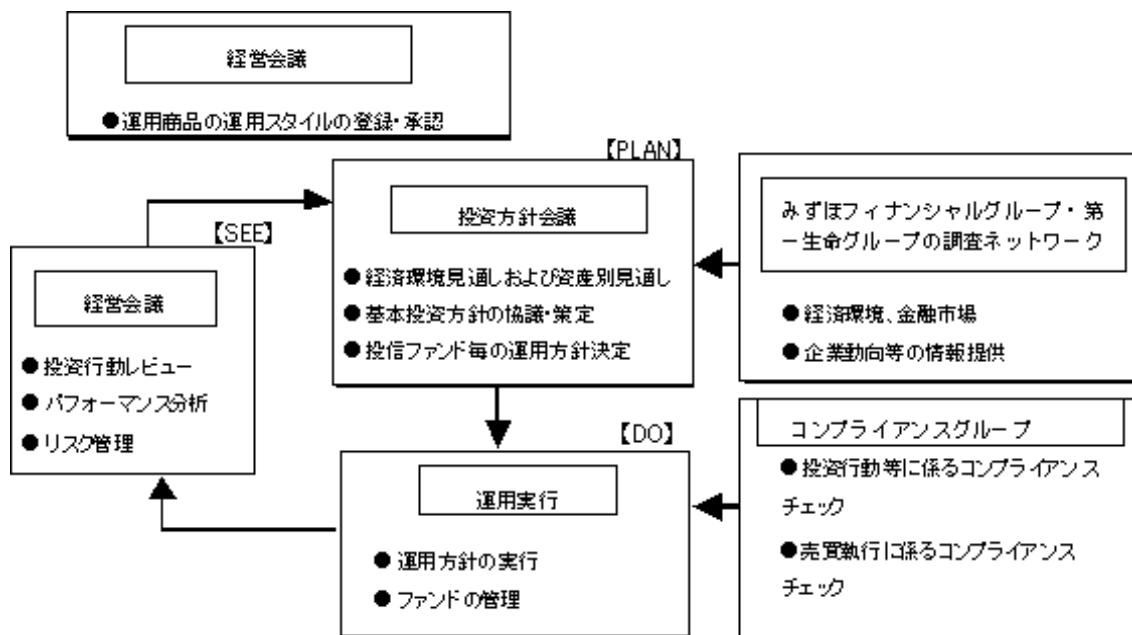 経営会議
●運用商品の運用スタイルの登録・承認
【PLAN】
投資方針会議
●経済環境見通しおよび資産別見通し
●基本投資方針の協議・策定
●投信ファンド毎の運用方針決定
みずほフィナンシャルグループ・第
一生命グループの調査ネットワーク
●経済環境、金融市場
●企業動向等の情報提供
【SEE】
経営会議
●投資行動レビュー
●パフォーマンス分析
●リスク管理
【DO】
運用実行
●運用方針の実行
●ファンドの管理
コンプライアンスグループ
●投資行動等に係るコンプライアンス
チェック
●売買執行に係るコンプライアンス
チェック